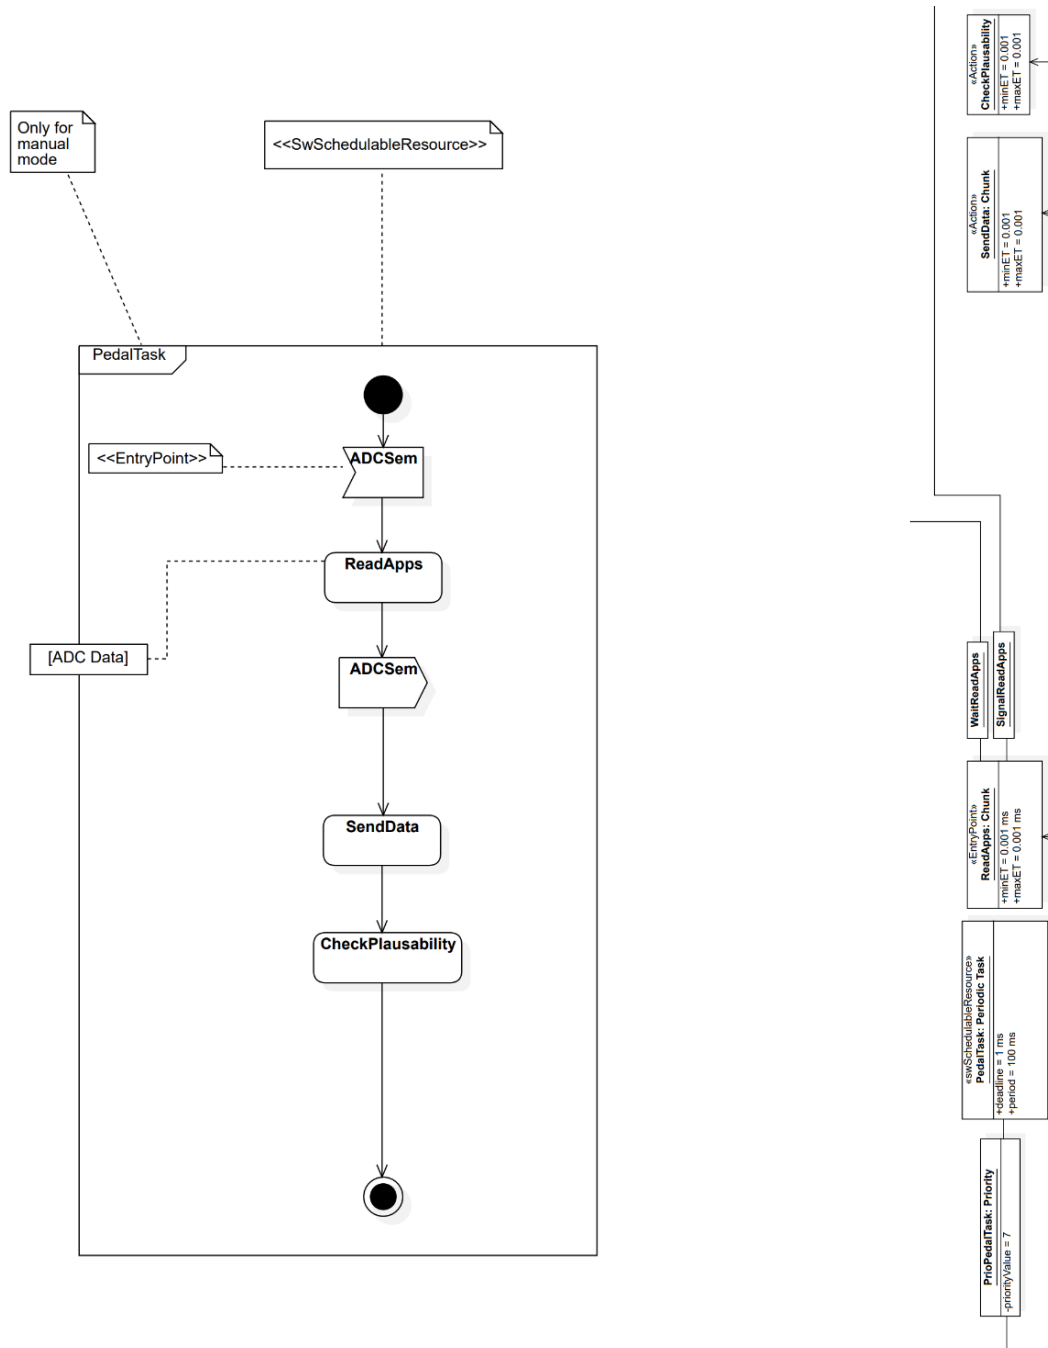 Only for
manual
mode
<<SwSchedulableResource>>
PedalTask
<<EntryPoint>>
ADCSem
ReadApps
[ADC Data]
ADCSem
SendData
CheckPlausability
«Action»
CheckPlausability
+minET = 0.001
+maxET = 0.001
«Action»
SendData: Chunk
+minET = 0.001
+maxET = 0.001
WaitReadApps
SignalReadApps
«EntryPoint»
ReadApps: Chunk
+minET = 0.001 ms
+maxET = 0.001 ms
«swSchedulableResource»
PedalTask: Periodic Task
+deadline = 1 ms
+period = 100 ms
PrioPedalTask: Priority
-priorityValue = 7